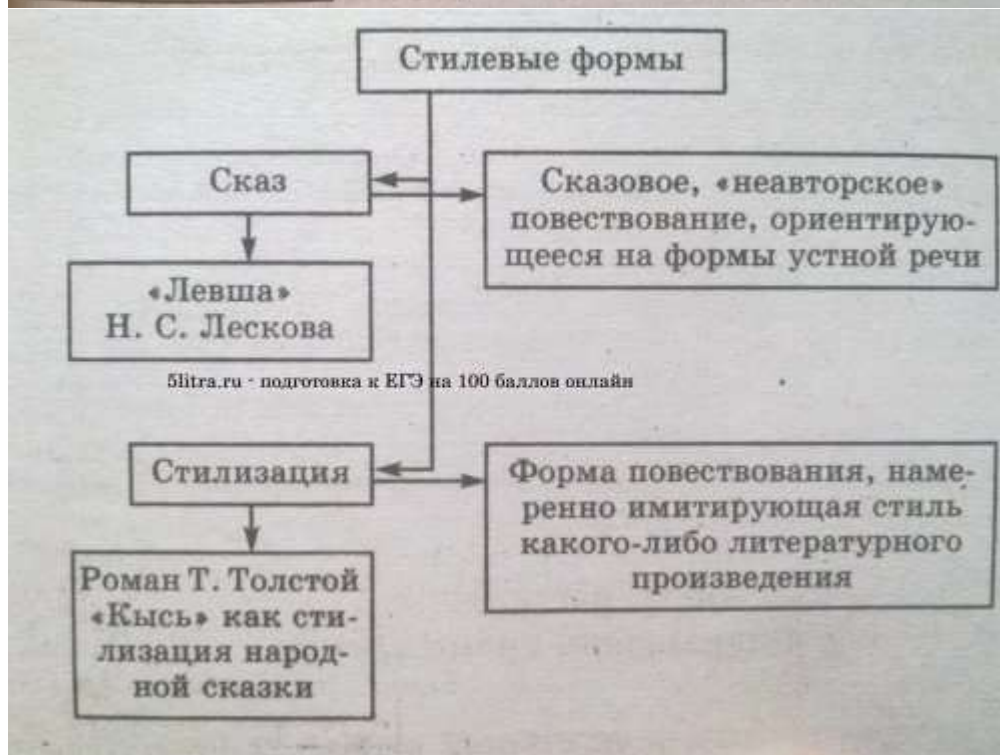 Стилевые формы
Сказ
Сказовое, «неавторское»
повествование, ориентирую-
щееся на формы устной речи
«Левша»
Н. С. Лескова
5litra.ru - подготовка к ЕГЭ на 100 баллов онлайн
Стилизация
Форма повествования, наме-
ренно имитирующая стиль
какого-либо литературного
произведения
Роман Т. Толстой
«Кысь» как сти-
лизация народ-
ной сказки